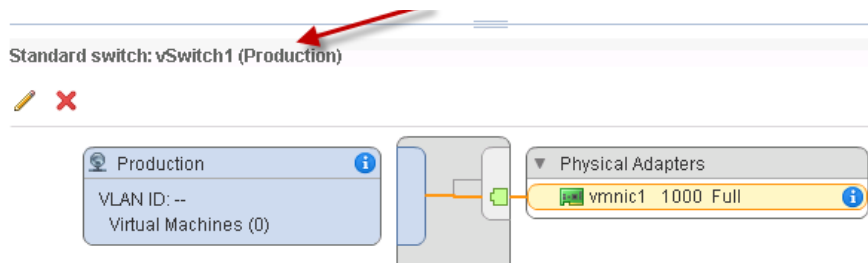 Standard switch: vSwitch1 (Production)
Production
VLAN ID: --
Virtual Machines (0)
Physical Adapters
vmnic1 1000 Full